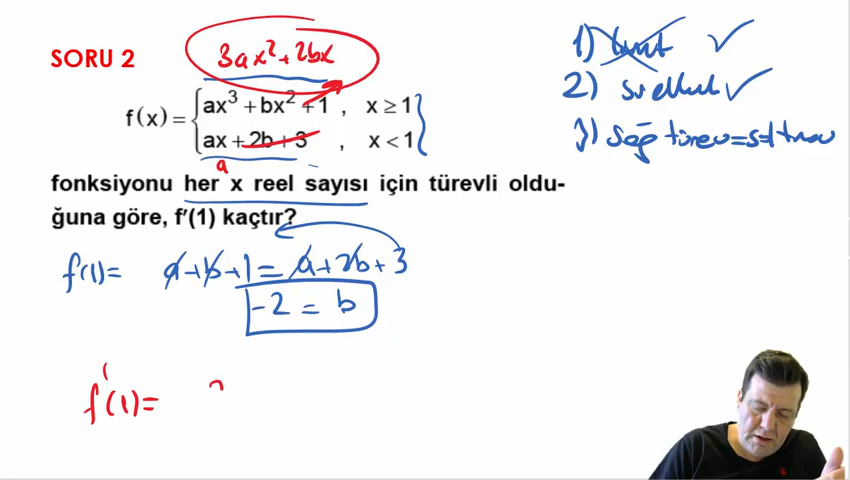 SORU 2
3ax² + 2bx
f(x) = { ax³ + bx² + 1 , x ≥ 1
ax + 2b + 3 , x < 1
a
fonksiyonu her x reel sayısı için türevli oldu-
ğuna göre, f'(1) kaçtır?
f(1) = a + b + 1 = a + 2b + 3
-2 = b
f'(1) =
1) limit ✓
2) sürekli ✓
3) Sağ türev = sol türev